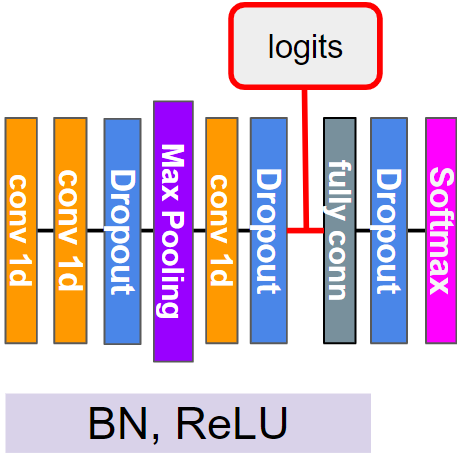 logits
conv 1d
conv 1d
Dropout
Max Pooling
conv 1d
Dropout
fully conn
Dropout
Softmax
BN, ReLU